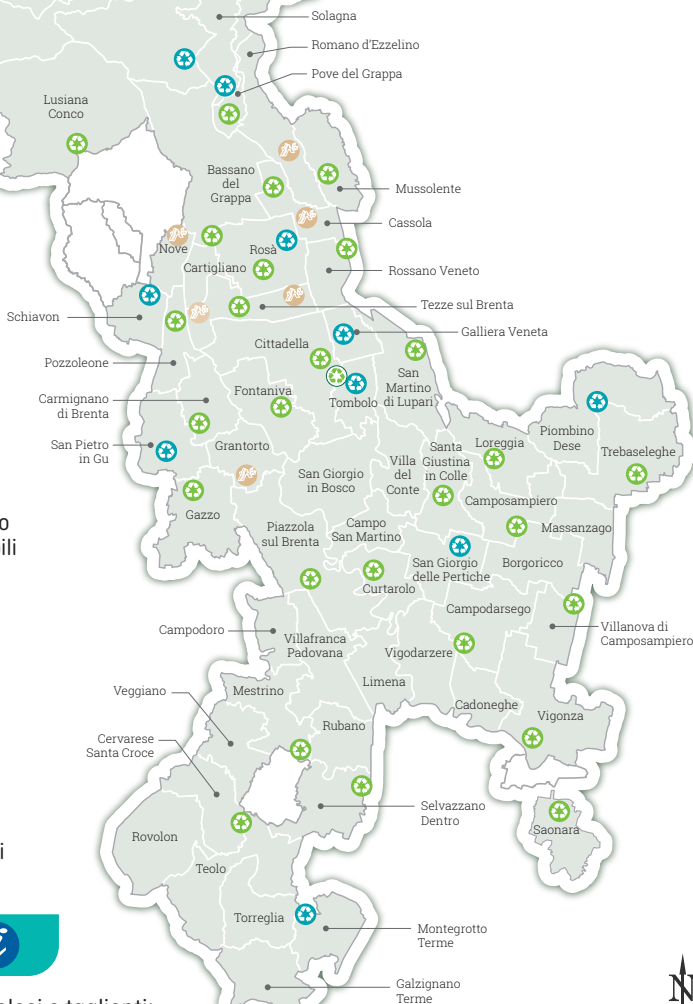 Solagna
Romano d'Ezzelino
Pove del Grappa
Lusiana
Conco
Bassano
del
Grappa
Mussolente
Cassola
Nove
Rosà
Cartigliano
Rossano Veneto
Schiavon
Tezze sul Brenta
Galliera Veneta
Cittadella
Pozzoleone
San
Martino
di Lupari
Carmignano
di Brenta
Fontaniva
Tombolo
San Pietro
in Gu
Grantorto
Piombino
Dese
Loreggia
Trebaseleghe
Santa
Giustina
in Colle
Villa
del
Conte
San Giorgio
in Bosco
Camposampiero
Gazzo
o
ili
Piazzola
sul Brenta
Campo
San Martino
Massanzago
San Giorgio
delle Pertiche
Borgoricco
Curtarolo
Campodarsego
Campodoro
Villafranca
Padovana
Vigodarzere
Villanova di
Camposampiero
Limena
Veggiano
Mestrino
Cadoneghe
Vigonza
Rubano
Cervarese
Santa Croce
Selvazzano
Dentro
Saonara
Rovolon
i
Teolo
Torreglia
Montegrotto
Terme
i
Galzignano
Terme
N